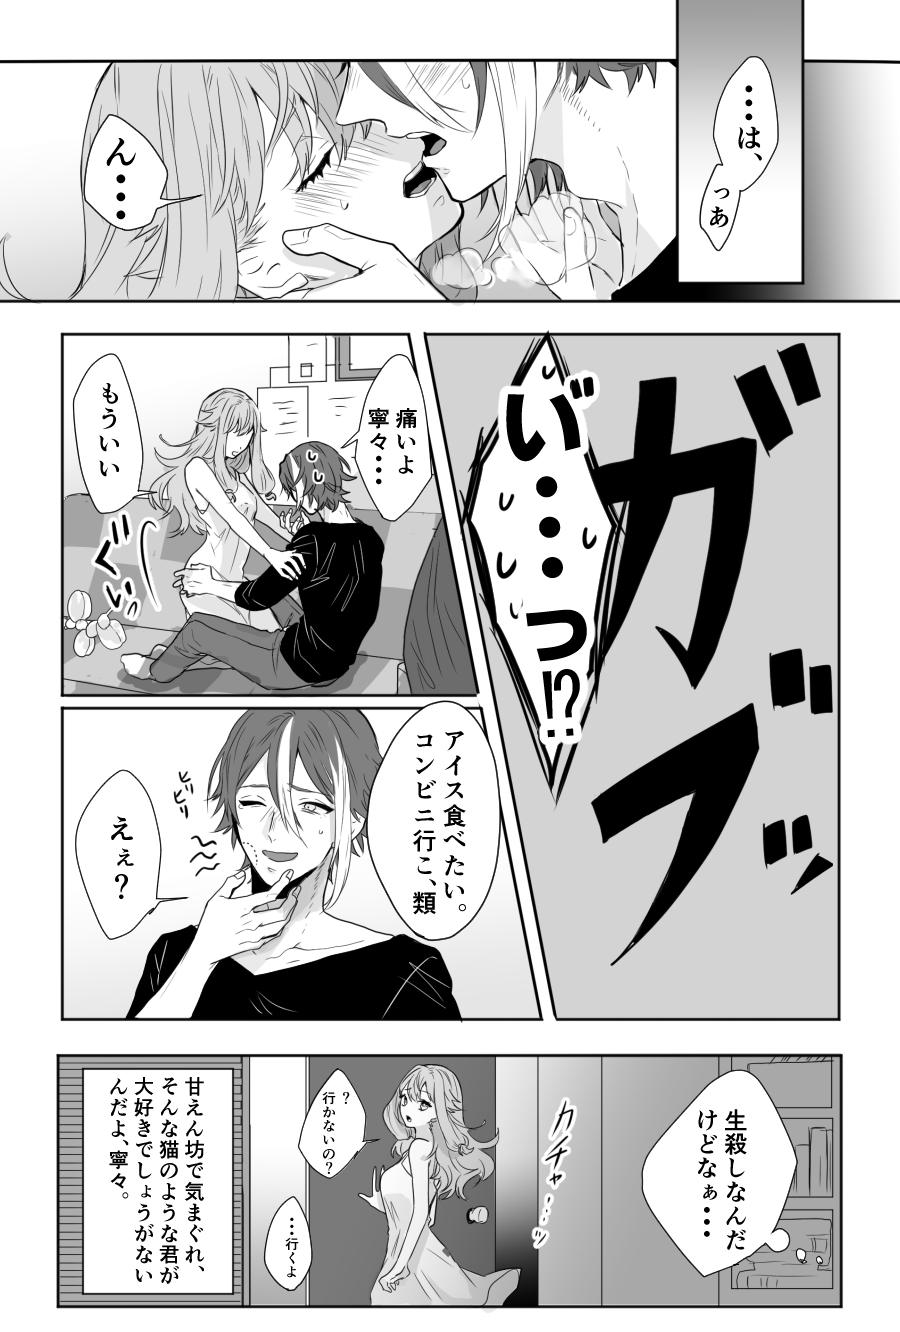 ・・・は、
っあ
ん・・・・
ガブ
い゛・・・っ!?
痛いよ
寧々・・・
もういい
ぐいっ
アイス食べたい。
コンビニ行こ、類
ヒリ
ヒリ
えぇ?
生殺しなんだ
けどなぁ・・・
カチャ・・・ッ
?
行かないの?
・・・行くよ
甘えん坊で気まぐれ、
そんな猫のような君が
大好きでしょうがない
んだよ、寧々。